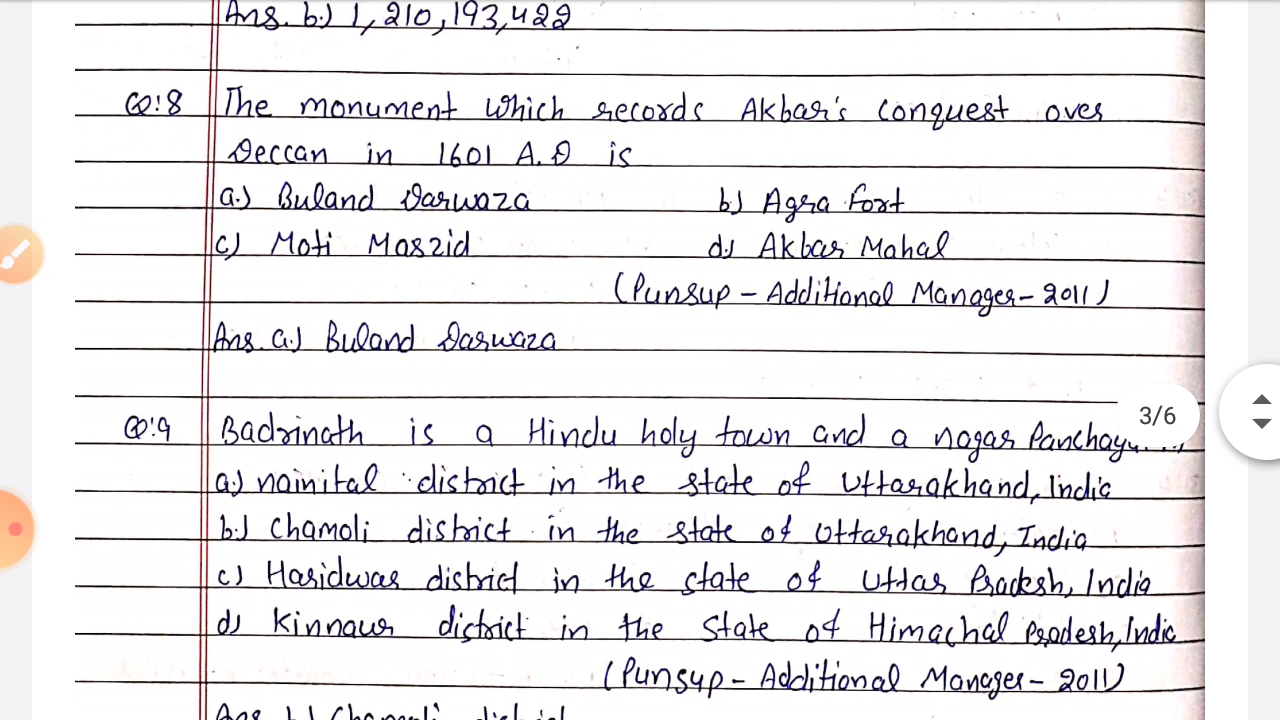 Ans. b.) 1,210,193,422
Q:8 The monument which records Akbar's conquest over
Deccan in 1601 A.D is
a.) Buland Darwaza b.) Agra fort
c.) Moti Maszid d.) Akbar Mahal
(Punsup - Additional Manager - 2011)
Ans. a.) Buland Darwaza
Q:9 Badrinath is a Hindu holy town and a nagar
3/6
a.) nainital district in the state of Uttarakhand, India
b.) Chamoli district in the state of Uttarakhand, India
c) Haridwar district in the state of Uttar Pradesh, India
d) Kinnaur district in the state of Himachal Pradesh, India
(Punsup - Additional Manager - 2011)
Ans b.) Chamoli district